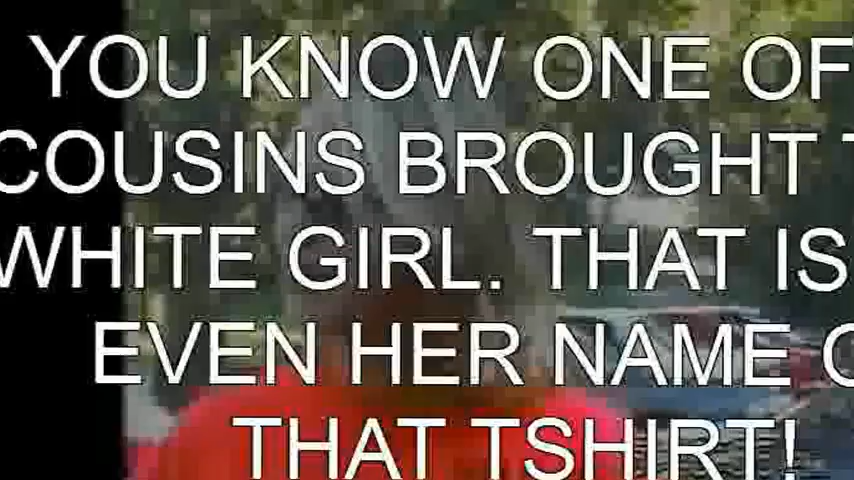 YOU KNOW ONE OF
COUSINS BROUGHT
WHITE GIRL. THAT IS
EVEN HER NAME
THAT TSHIRT!